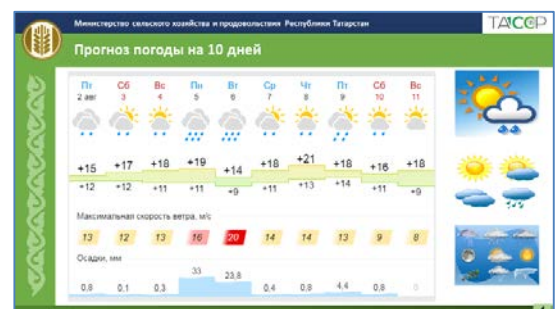 Министерство сельского хозяйства и продовольствия Республики Татарстан
ТАССР
Прогноз погоды на 10 дней
Пт Сб Вс Пн Вт Ср Чт Пт Сб Вс
2 авг 3 4 5 6 7 8 9 10 11
+15 +17 +18 +19 +14 +18 +21 +18 +16 +18
+12 +12 +11 +11 +9 +11 +13 +14 +11 +9
Максимальная скорость ветра, м/с
13 12 13 16 20 14 14 13 9 8
Осадки, мм
0,8 0,1 0,3 33 23,8 0,4 0,8 4,4 0,8 0